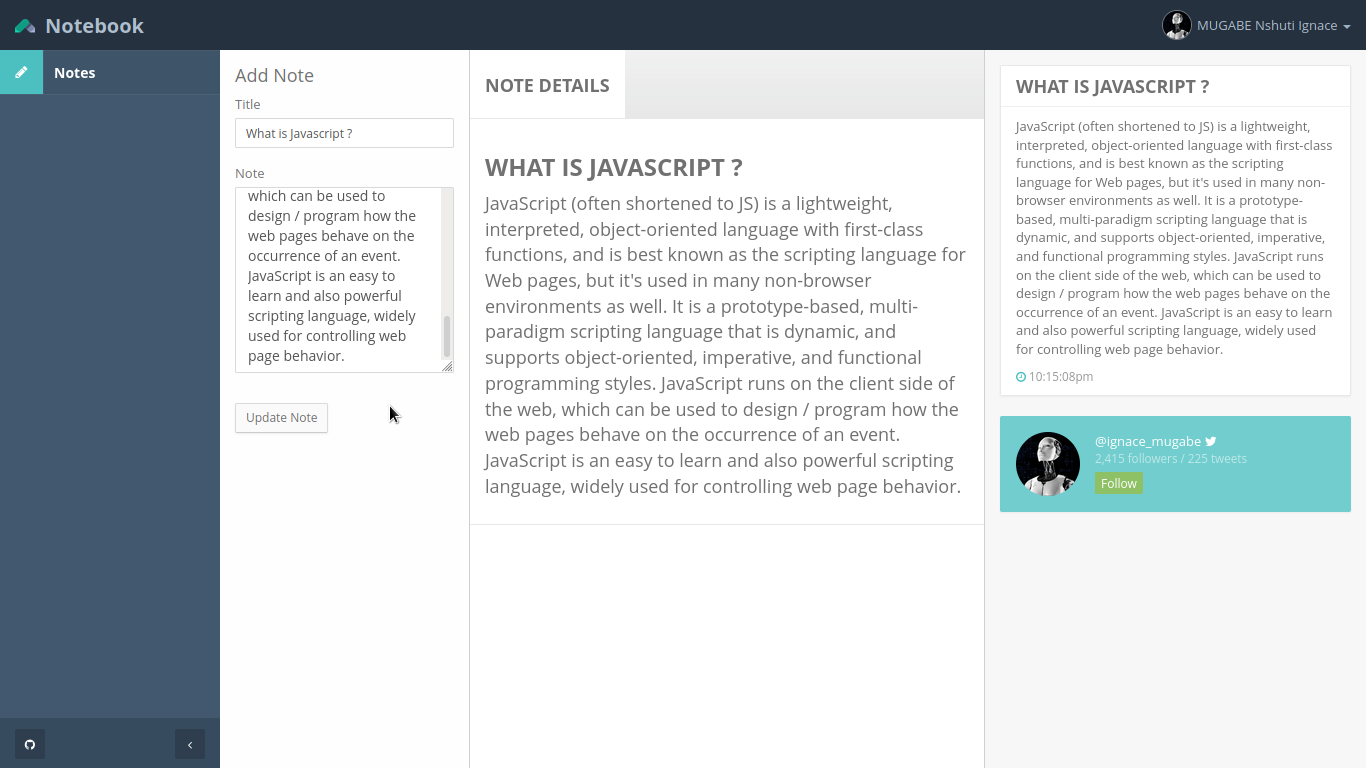 Notebook
MUGABE Nshuti Ignace
Notes
Add Note
Title
What is Javascript ?
Note
which can be used to
design / program how the
web pages behave on the
occurrence of an event.
JavaScript is an easy to
learn and also powerful
scripting language, widely
used for controlling web
page behavior.
Update Note
NOTE DETAILS
WHAT IS JAVASCRIPT ?
JavaScript (often shortened to JS) is a lightweight,
interpreted, object-oriented language with first-class
functions, and is best known as the scripting language for
Web pages, but it's used in many non-browser
environments as well. It is a prototype-based, multi-
paradigm scripting language that is dynamic, and
supports object-oriented, imperative, and functional
programming styles. JavaScript runs on the client side of
the web, which can be used to design / program how the
web pages behave on the occurrence of an event.
JavaScript is an easy to learn and also powerful scripting
language, widely used for controlling web page behavior.
WHAT IS JAVASCRIPT ?
JavaScript (often shortened to JS) is a lightweight,
interpreted, object-oriented language with first-class
functions, and is best known as the scripting
language for Web pages, but it's used in many non-
browser environments as well. It is a prototype-
based, multi-paradigm scripting language that is
dynamic, and supports object-oriented, imperative,
and functional programming styles. JavaScript runs
on the client side of the web, which can be used to
design / program how the web pages behave on the
occurrence of an event. JavaScript is an easy to learn
and also powerful scripting language, widely used
for controlling web page behavior.
10:15:08pm
@ignace_mugabe
2,415 followers / 225 tweets
Follow